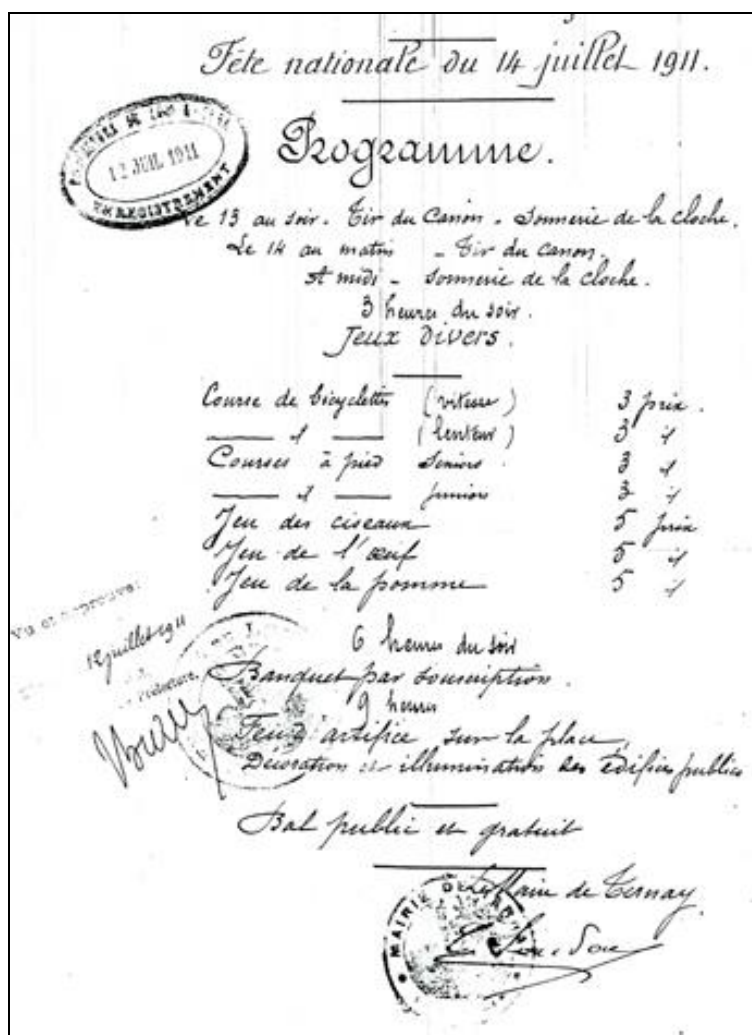 Fête nationale du 14 juillet 1911.
Programme.
12 JUIL 1911
ENREGISTREMENT
Le 13 au soir. Tir du Canon. Sonnerie de la cloche.
Le 14 au matin - Tir du canon.
A midi - Sonnerie de la cloche.
3 heures du soir.
Jeux divers.
Course de bicyclettes (vitesse) 3 prix.
— d — (lenteur) 3 d
Courses à pied Seniors 3 d
— d — juniors 3 d
Jeu des ciseaux 5 prix
Jeu de l'œuf 5 d
Jeu de la pomme 5 d
Vu et approuvé:
12 juillet 1911
6 heures du soir
Banquet par souscription.
9 heures
Feu d'artifice sur la place,
Décoration et illumination des édifices publics
Bal public et gratuit
Le Maire de Ternay
MAIRIE DE